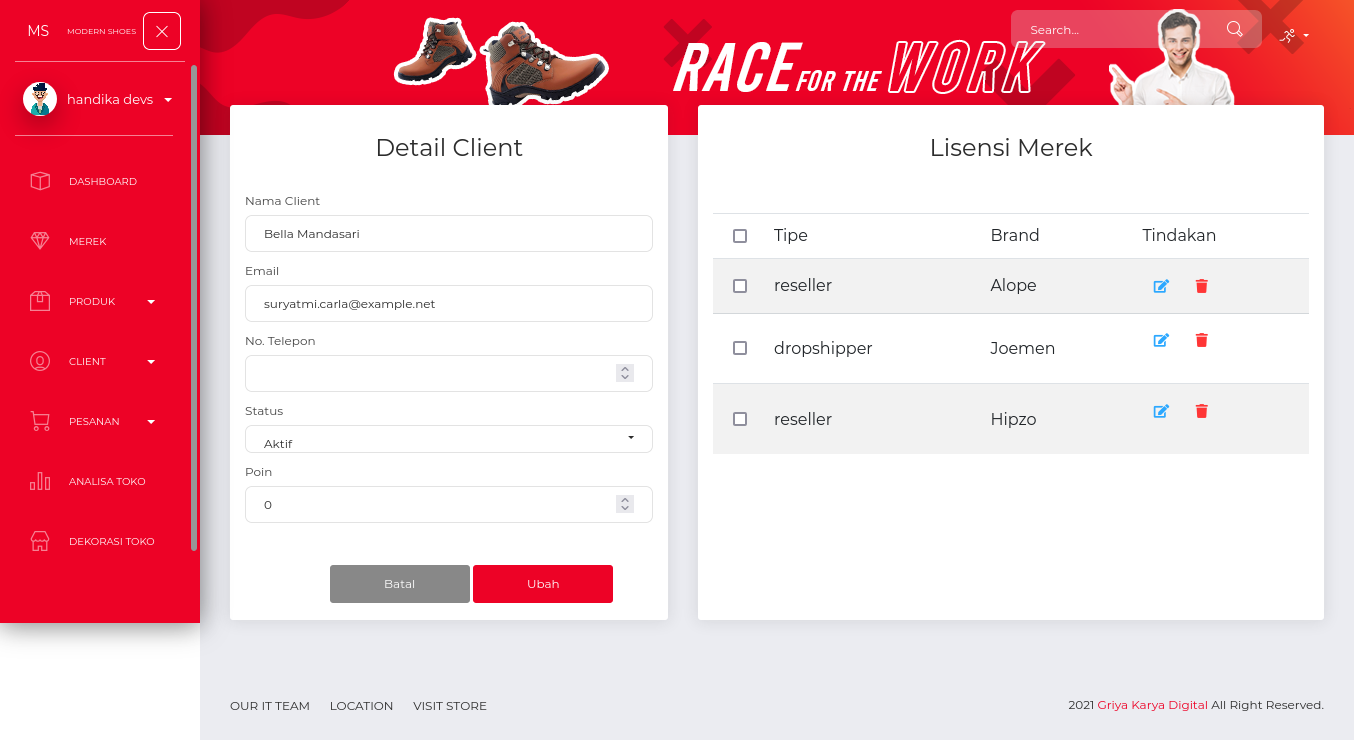 MS MODERN SHOES
handika devs
DASHBOARD
MEREK
PRODUK
CLIENT
PESANAN
ANALISA TOKO
DEKORASI TOKO
RACE FOR THE WORK
Search...
Detail Client
Nama Client
Bella Mandasari
Email
suryatmi.carla@example.net
No. Telepon
Status
Aktif
Poin
0
Batal Ubah
Lisensi Merek
Tipe Brand Tindakan
reseller Alope
dropshipper Joemen
reseller Hipzo
OUR IT TEAM LOCATION VISIT STORE
2021 Griya Karya Digital All Right Reserved.